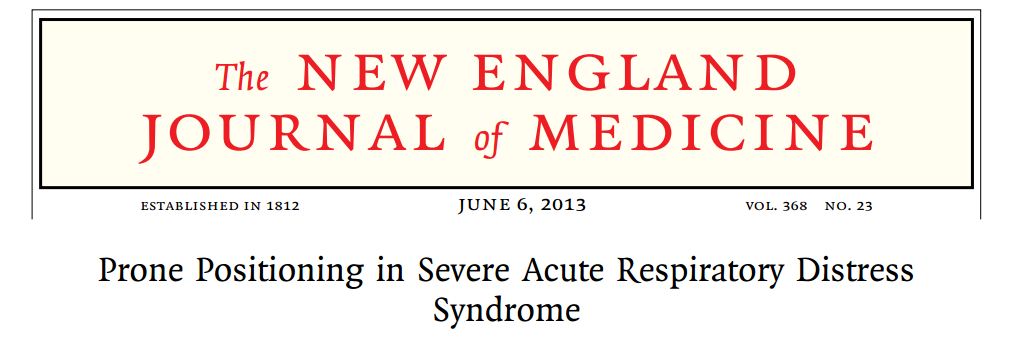 The NEW ENGLAND
JOURNAL of MEDICINE
ESTABLISHED IN 1812 JUNE 6, 2013 VOL. 368 NO. 23
Prone Positioning in Severe Acute Respiratory Distress
Syndrome